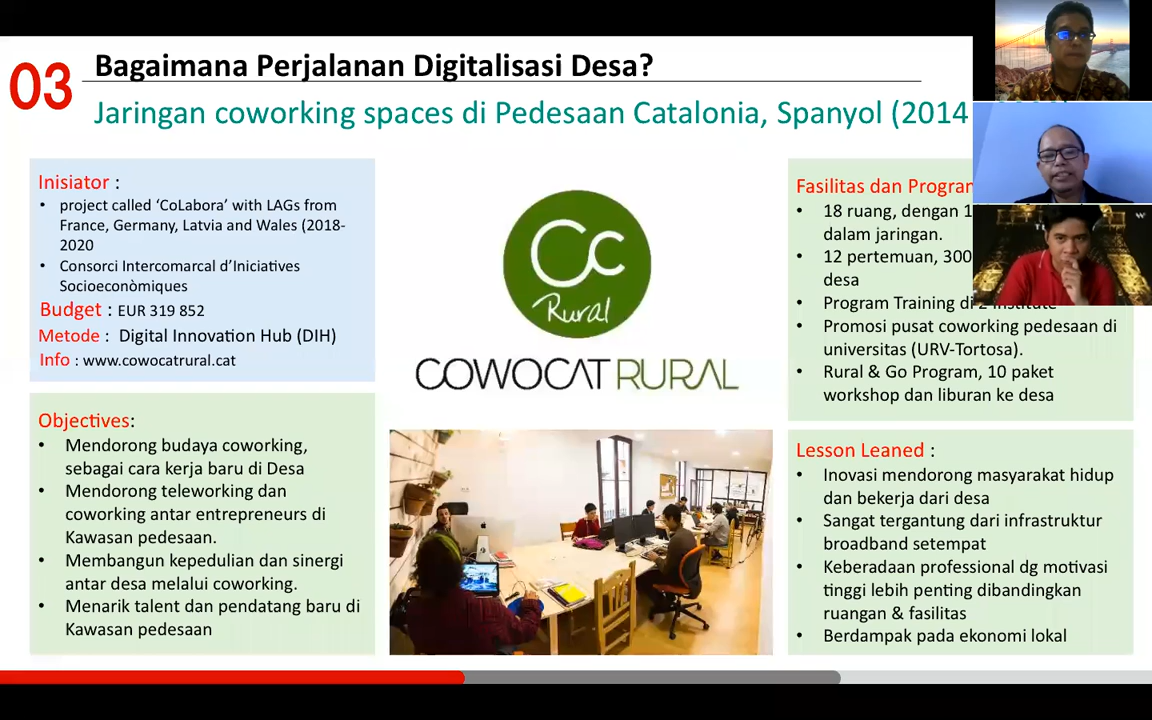 03
Bagaimana Perjalanan Digitalisasi Desa?
Jaringan coworking spaces di Pedesaan Catalonia, Spanyol (2014
Inisiator :
• project called ‘CoLabora’ with LAGs from
France, Germany, Latvia and Wales (2018-
2020
• Consorci Intercomarcal d’Iniciatives
Socioeconòmiques
Budget : EUR 319 852
Metode : Digital Innovation Hub (DIH)
Info : www.cowocatrural.cat
Objectives:
• Mendorong budaya coworking,
sebagai cara kerja baru di Desa
• Mendorong teleworking dan
coworking antar entrepreneurs di
Kawasan pedesaan.
• Membangun kepedulian dan sinergi
antar desa melalui coworking.
• Menarik talent dan pendatang baru di
Kawasan pedesaan
Cc
Rural
COWOCATRURAL
Fasilitas dan Program
• 18 ruang, dengan
dalam jaringan.
• 12 pertemuan, 300
desa
• Program Training di 2 institute
• Promosi pusat coworking pedesaan di
universitas (URV-Tortosa).
• Rural & Go Program, 10 paket
workshop dan liburan ke desa
Lesson Leaned :
• Inovasi mendorong masyarakat hidup
dan bekerja dari desa
• Sangat tergantung dari infrastruktur
broadband setempat
• Keberadaan professional dg motivasi
tinggi lebih penting dibandingkan
ruangan & fasilitas
• Berdampak pada ekonomi lokal